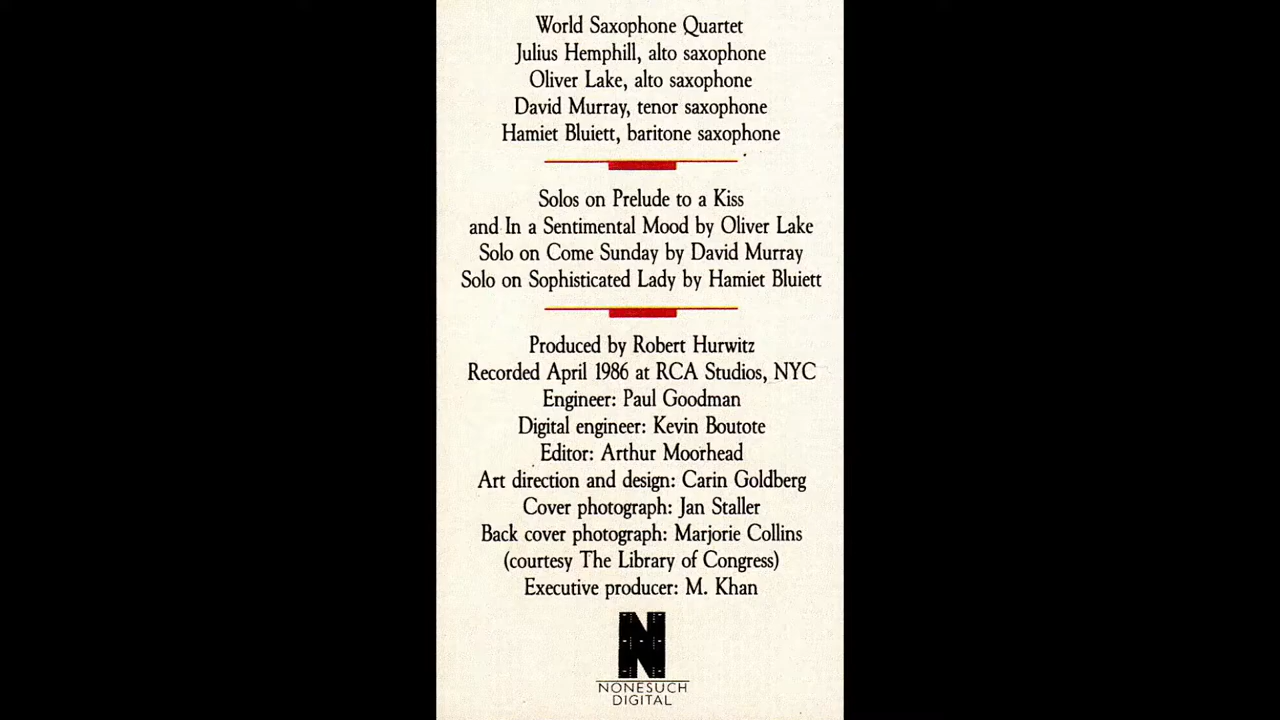 World Saxophone Quartet
Julius Hemphill, alto saxophone
Oliver Lake, alto saxophone
David Murray, tenor saxophone
Hamiet Bluiett, baritone saxophone
Solos on Prelude to a Kiss
and In a Sentimental Mood by Oliver Lake
Solo on Come Sunday by David Murray
Solo on Sophisticated Lady by Hamiet Bluiett
Produced by Robert Hurwitz
Recorded April 1986 at RCA Studios, NYC
Engineer: Paul Goodman
Digital engineer: Kevin Boutote
Editor: Arthur Moorhead
Art direction and design: Carin Goldberg
Cover photograph: Jan Staller
Back cover photograph: Marjorie Collins
(courtesy The Library of Congress)
Executive producer: M. Khan
N
NONESUCH
DIGITAL